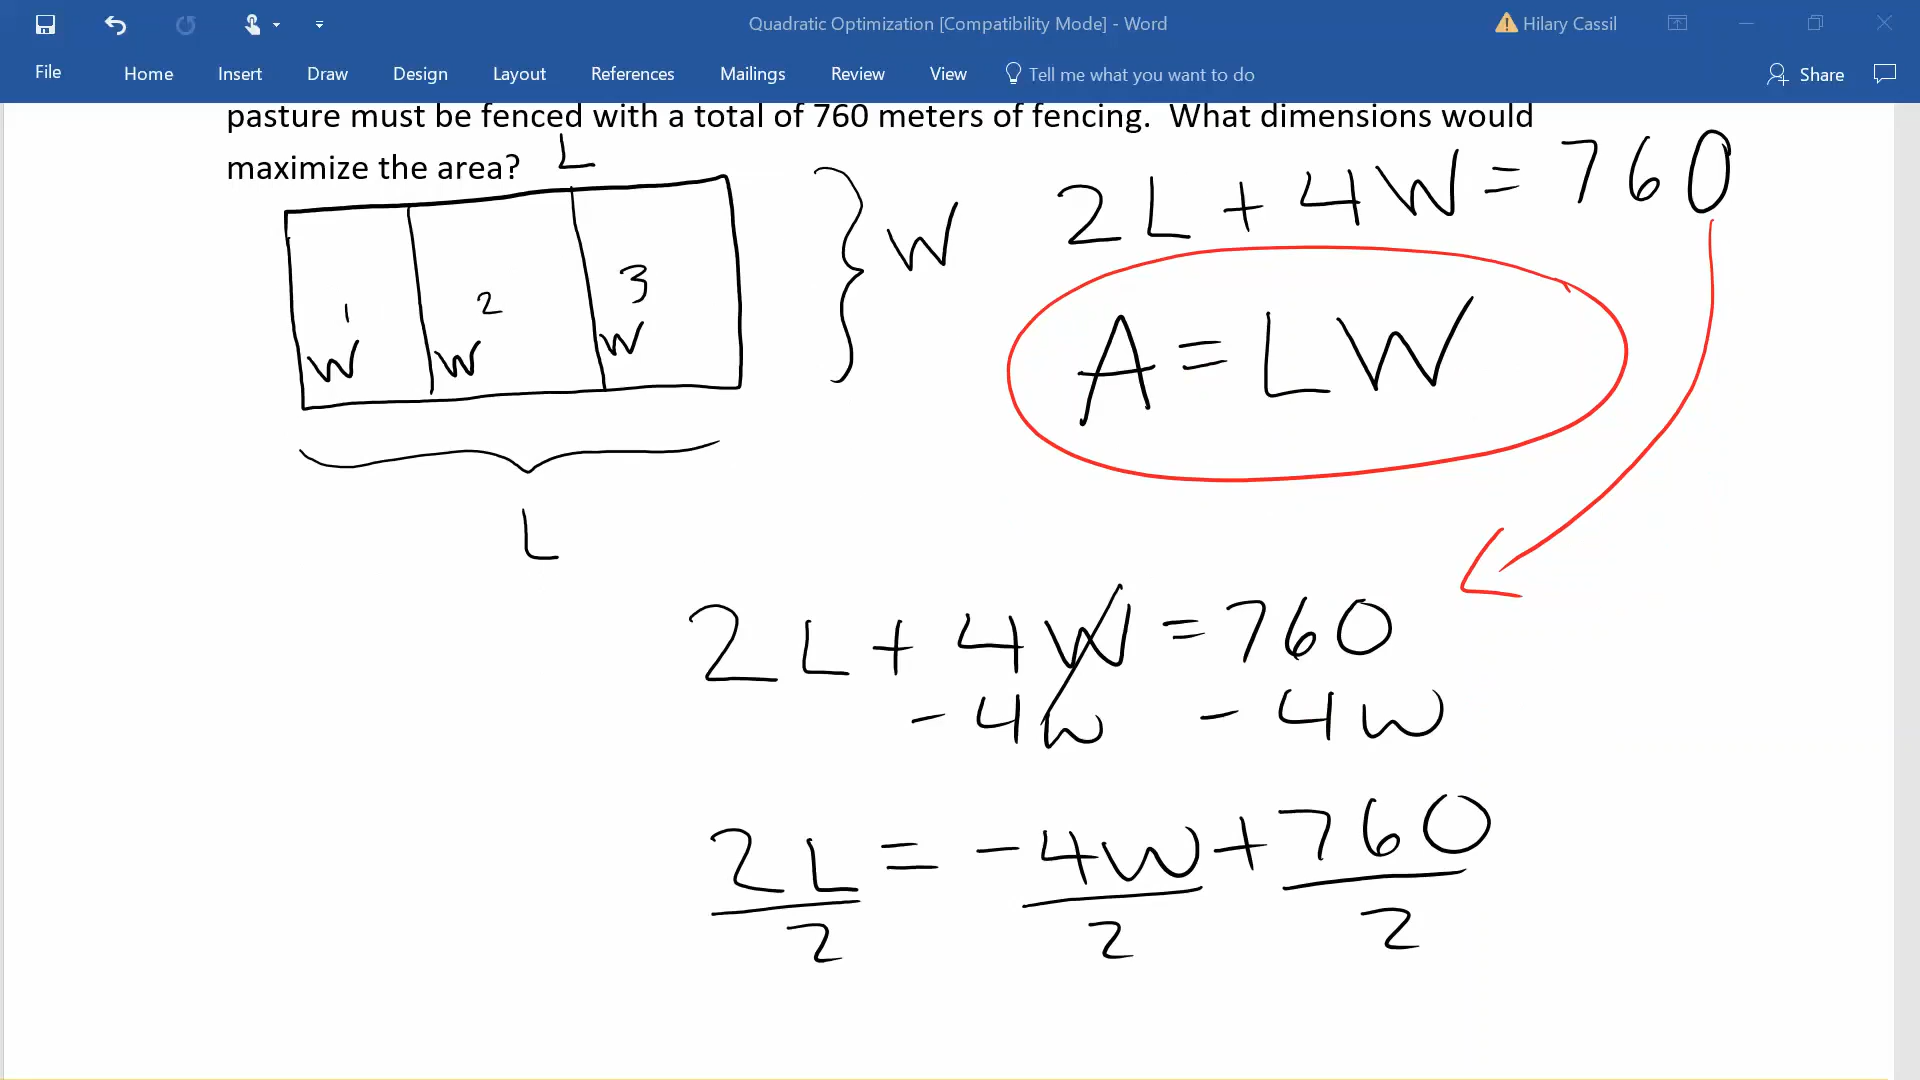 Quadratic Optimization [Compatibility Mode] - Word
Hilary Cassil
File Home Insert Draw Design Layout References Mailings Review View Tell me what you want to do Share
pasture must be fenced with a total of 760 meters of fencing. What dimensions would
maximize the area?
L
2L + 4W = 760
W
1 2 3
W W W
A = LW
L
2L + 4W = 760
- 4W - 4W
2L = -4W + 760
2 2 2